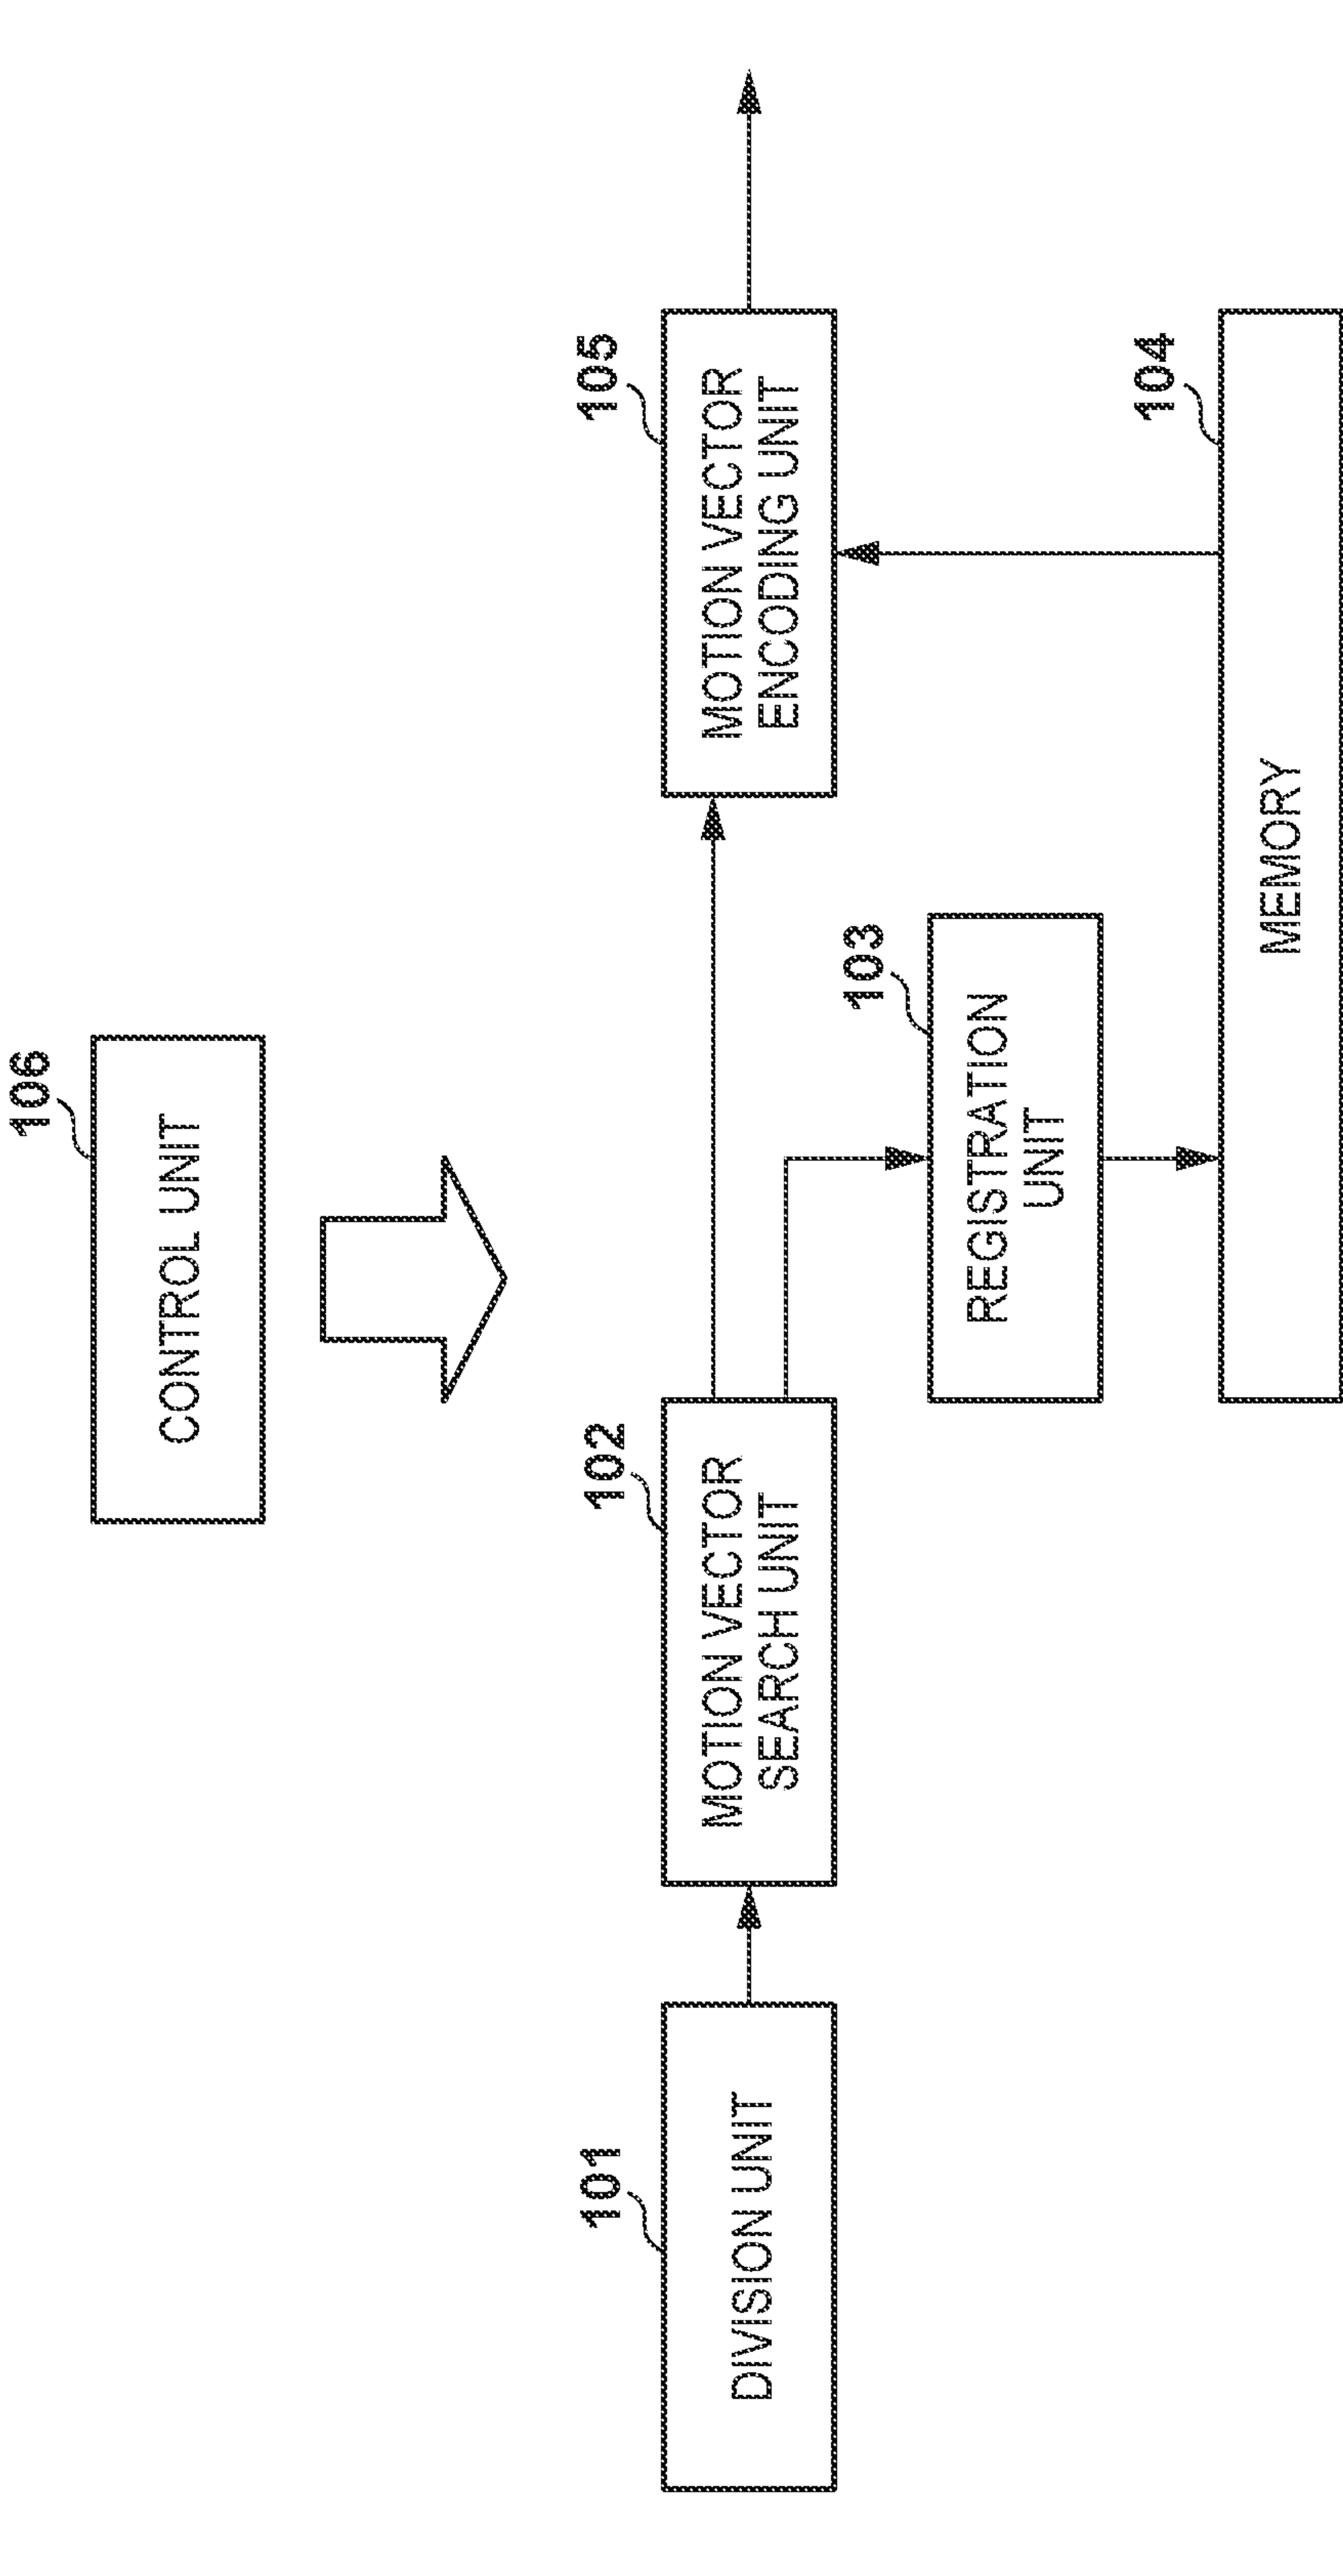 106
CONTROL UNIT
101
DIVISION UNIT
102
MOTION VECTOR
SEARCH UNIT
105
MOTION VECTOR
ENCODING UNIT
103
REGISTRATION
UNIT
104
MEMORY